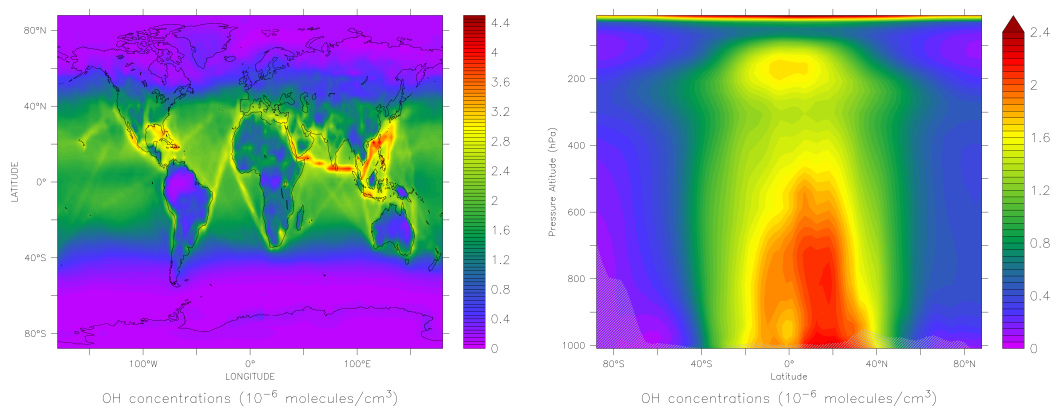 80°N
40°N
0°
40°S
80°S
LATITUDE
100°W
0°
100°E
LONGITUDE
4.4
4
3.6
3.2
2.8
2.4
2
1.6
1.2
0.8
0.4
0
OH concentrations (10⁻⁶ molecules/cm³)
200
400
600
800
1000
Pressure Altitude (hPa)
80°S
40°S
0°
40°N
80°N
Latitude
2.4
2
1.6
1.2
0.8
0.4
0
OH concentrations (10⁻⁶ molecules/cm³)